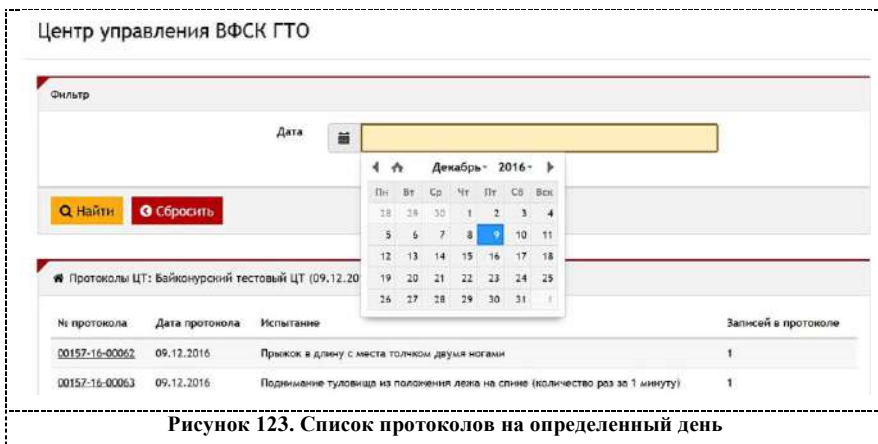 Центр управления ВФСК ГТО
Фильтр
Дата
Декабрь 2016
Пн Вт Ср Чт Пт Сб Вск
28 29 30 1 2 3 4
5 6 7 8 9 10 11
12 13 14 15 16 17 18
19 20 21 22 23 24 25
26 27 28 29 30 31 1
Найти Сбросить
Протоколы ЦТ: Байконурский тестовый ЦТ (09.12.20
№ протокола Дата протокола Испытание Записей в протоколе
00157-16-00062 09.12.2016 Прыжок в длину с места толчком двумя ногами 1
00157-16-00063 09.12.2016 Поднимание туловища из положения лежа на спине (количество раз за 1 минуту) 1
Рисунок 123. Список протоколов на определенный день